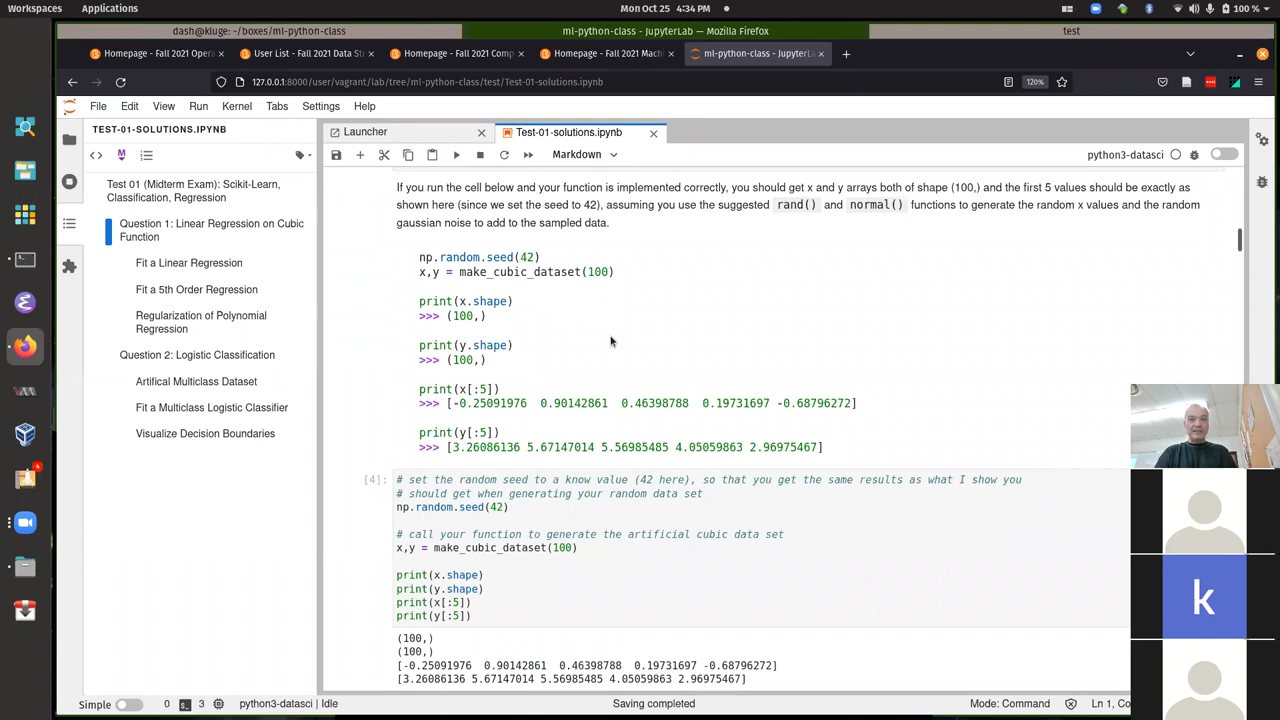 Workspaces Applications Mon Oct 25 4:34 PM 100 %
dash@kluge: ~/boxes/ml-python-class ml-python-class — JupyterLab — Mozilla Firefox test
Homepage - Fall 2021 Opera User List - Fall 2021 Data Str Homepage - Fall 2021 Comp Homepage - Fall 2021 Machi ml-python-class - JupyterLab
127.0.0.1:8000/user/vagrant/lab/tree/ml-python-class/test/Test-01-solutions.ipynb 120%
File Edit View Run Kernel Tabs Settings Help
TEST-01-SOLUTIONS.IPYNB
Test 01 (Midterm Exam): Scikit-Learn,
Classification, Regression
Question 1: Linear Regression on Cubic
Function
Fit a Linear Regression
Fit a 5th Order Regression
Regularization of Polynomial
Regression
Question 2: Logistic Classification
Artifical Multiclass Dataset
Fit a Multiclass Logistic Classifier
Visualize Decision Boundaries
Launcher Test-01-solutions.ipynb
Markdown python3-datasci
If you run the cell below and your function is implemented correctly, you should get x and y arrays both of shape (100,) and the first 5 values should be exactly as
shown here (since we set the seed to 42), assuming you use the suggested rand() and normal() functions to generate the random x values and the random
gaussian noise to add to the sampled data.
np.random.seed(42)
x,y = make_cubic_dataset(100)
print(x.shape)
>>> (100,)
print(y.shape)
>>> (100,)
print(x[:5])
>>> [-0.25091976  0.90142861  0.46398788  0.19731697 -0.68796272]
print(y[:5])
>>> [3.26086136 5.67147014 5.56985485 4.05059863 2.96975467]
[4]: # set the random seed to a know value (42 here), so that you get the same results as what I show you
# should get when generating your random data set
np.random.seed(42)
# call your function to generate the artificial cubic data set
x,y = make_cubic_dataset(100)
print(x.shape)
print(y.shape)
print(x[:5])
print(y[:5])
(100,)
(100,)
[-0.25091976  0.90142861  0.46398788  0.19731697 -0.68796272]
[3.26086136 5.67147014 5.56985485 4.05059863 2.96975467]
k
Simple 0 3 python3-datasci | Idle Saving completed Mode: Command Ln 1, Co